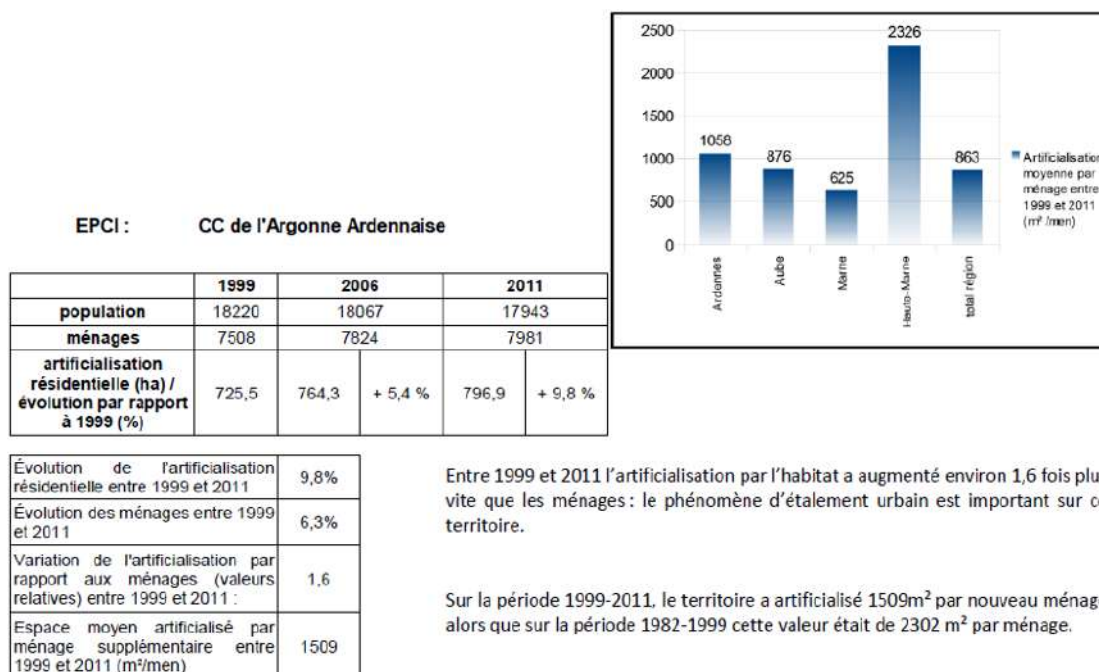 2500
2000
1500
1000
500
0
1058
876
625
2326
863
Ardennes
Aube
Marne
Haute-Marne
total région
Artificialisation
moyenne par
ménage entre
1999 et 2011
(m² /men)
EPCI : CC de l'Argonne Ardennaise
1999 2006 2011
population 18220 18067 17943
ménages 7508 7824 7981
artificialisation
résidentielle (ha) /
évolution par rapport
à 1999 (%)
725,5 764,3 + 5,4 % 796,9 + 9,8 %
Évolution de l'artificialisation
résidentielle entre 1999 et 2011
9,8%
Évolution des ménages entre 1999
et 2011
6,3%
Variation de l'artificialisation par
rapport aux ménages (valeurs
relatives) entre 1999 et 2011 :
1,6
Espace moyen artificialisé par
ménage supplémentaire entre
1999 et 2011 (m²/men)
1509
Entre 1999 et 2011 l'artificialisation par l'habitat a augmenté environ 1,6 fois plu
vite que les ménages : le phénomène d'étalement urbain est important sur c
territoire.
Sur la période 1999-2011, le territoire a artificialisé 1509m² par nouveau ménag
alors que sur la période 1982-1999 cette valeur était de 2302 m² par ménage.